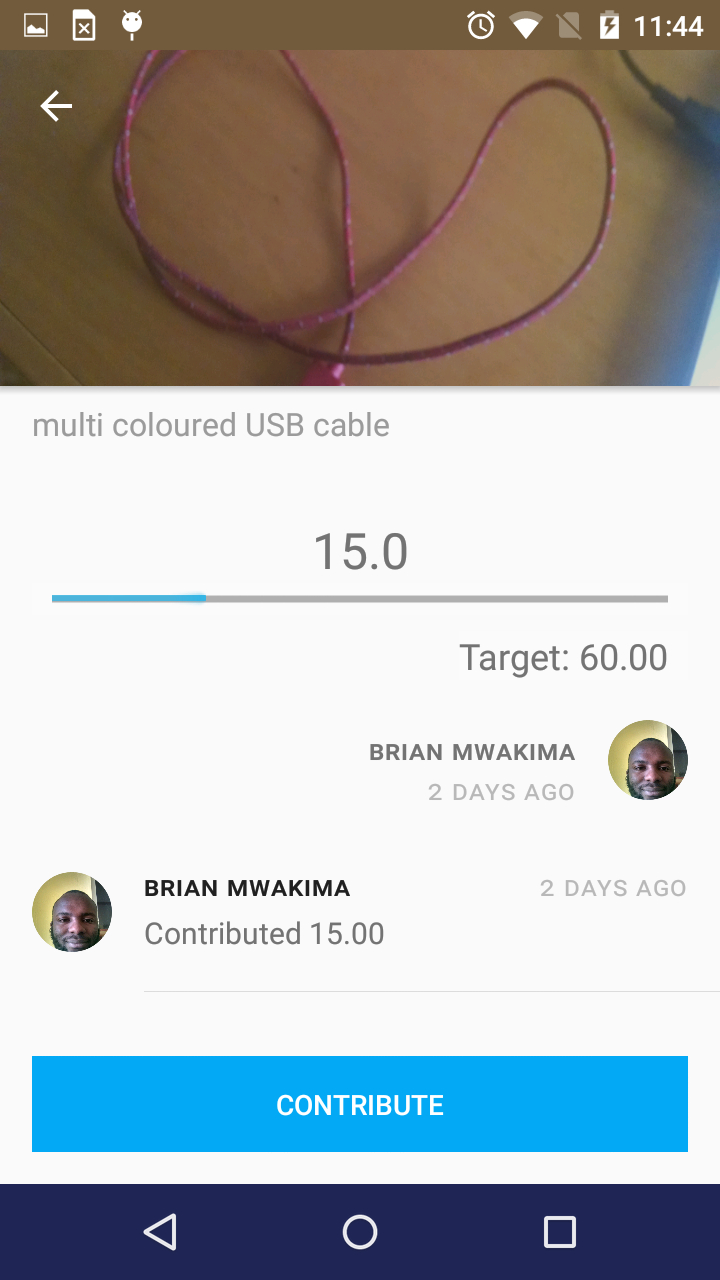 11:44
multi coloured USB cable
15.0
Target: 60.00
BRIAN MWAKIMA
2 DAYS AGO
BRIAN MWAKIMA 2 DAYS AGO
Contributed 15.00
CONTRIBUTE